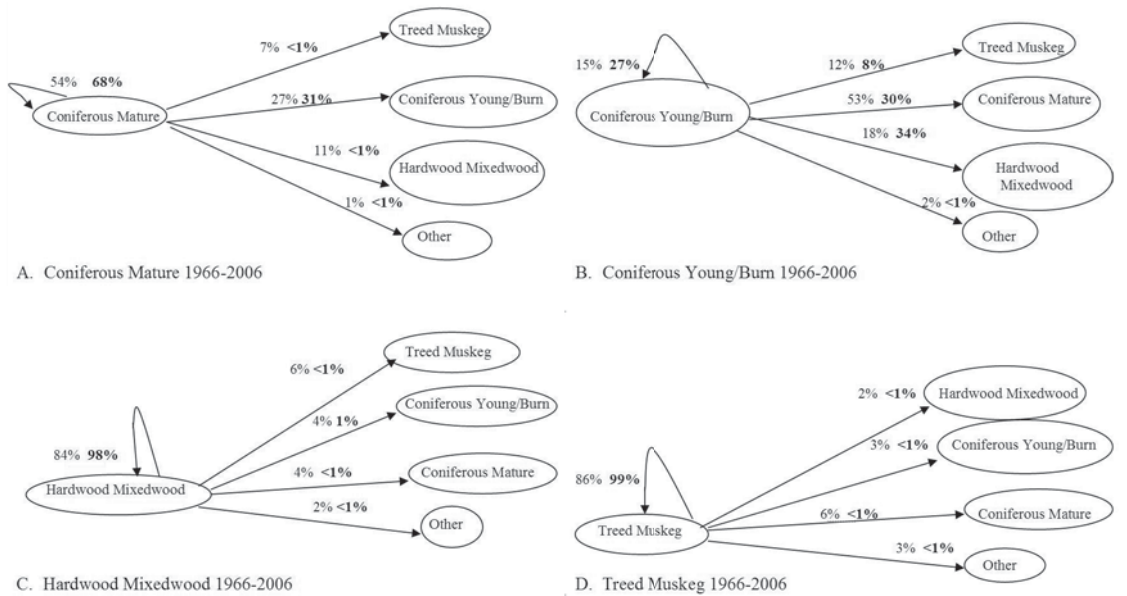 Treed Muskeg
7% <1%
54% 68%
27% 31%
Coniferous Young/Burn
Coniferous Mature
11% <1%
Hardwood Mixedwood
1% <1%
Other
A. Coniferous Mature 1966-2006
15% 27%
12% 8%
Treed Muskeg
53% 30%
Coniferous Mature
Coniferous Young/Burn
18% 34%
Hardwood
Mixedwood
2% <1%
Other
B. Coniferous Young/Burn 1966-2006
Treed Muskeg
6% <1%
Coniferous Young/Burn
4% 1%
84% 98%
4% <1%
Coniferous Mature
Hardwood Mixedwood
2% <1%
Other
C. Hardwood Mixedwood 1966-2006
2% <1%
Hardwood Mixedwood
3% <1%
Coniferous Young/Burn
86% 99%
6% <1%
Coniferous Mature
Treed Muskeg
3% <1%
Other
D. Treed Muskeg 1966-2006